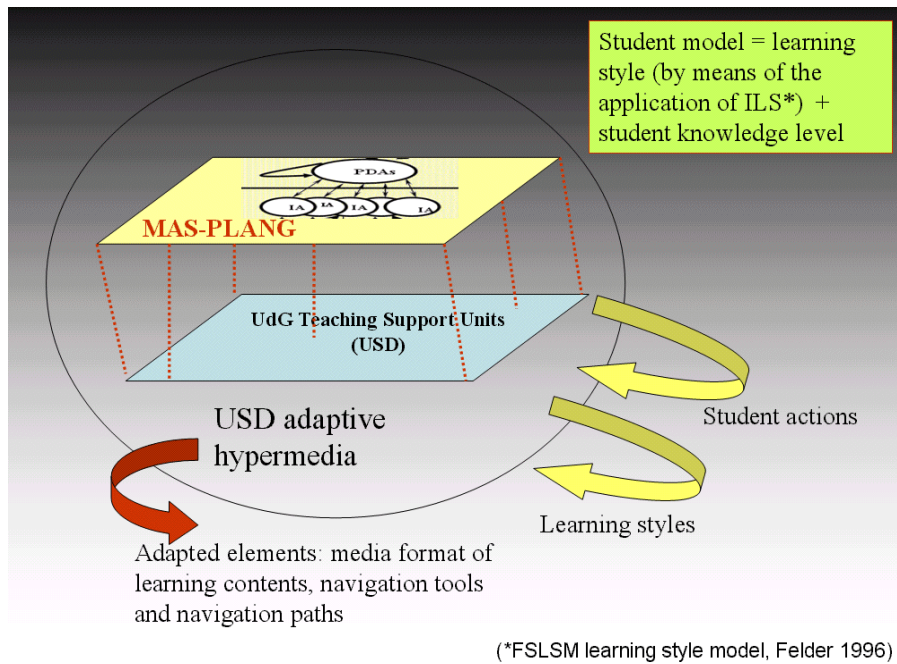 Student model = learning
style (by means of the
application of ILS*) +
student knowledge level
PDAs
IA IA IA IA
MAS-PLANG
UdG Teaching Support Units
(USD)
USD adaptive
hypermedia
Student actions
Learning styles
Adapted elements: media format of
learning contents, navigation tools
and navigation paths
(*FSLSM learning style model, Felder 1996)